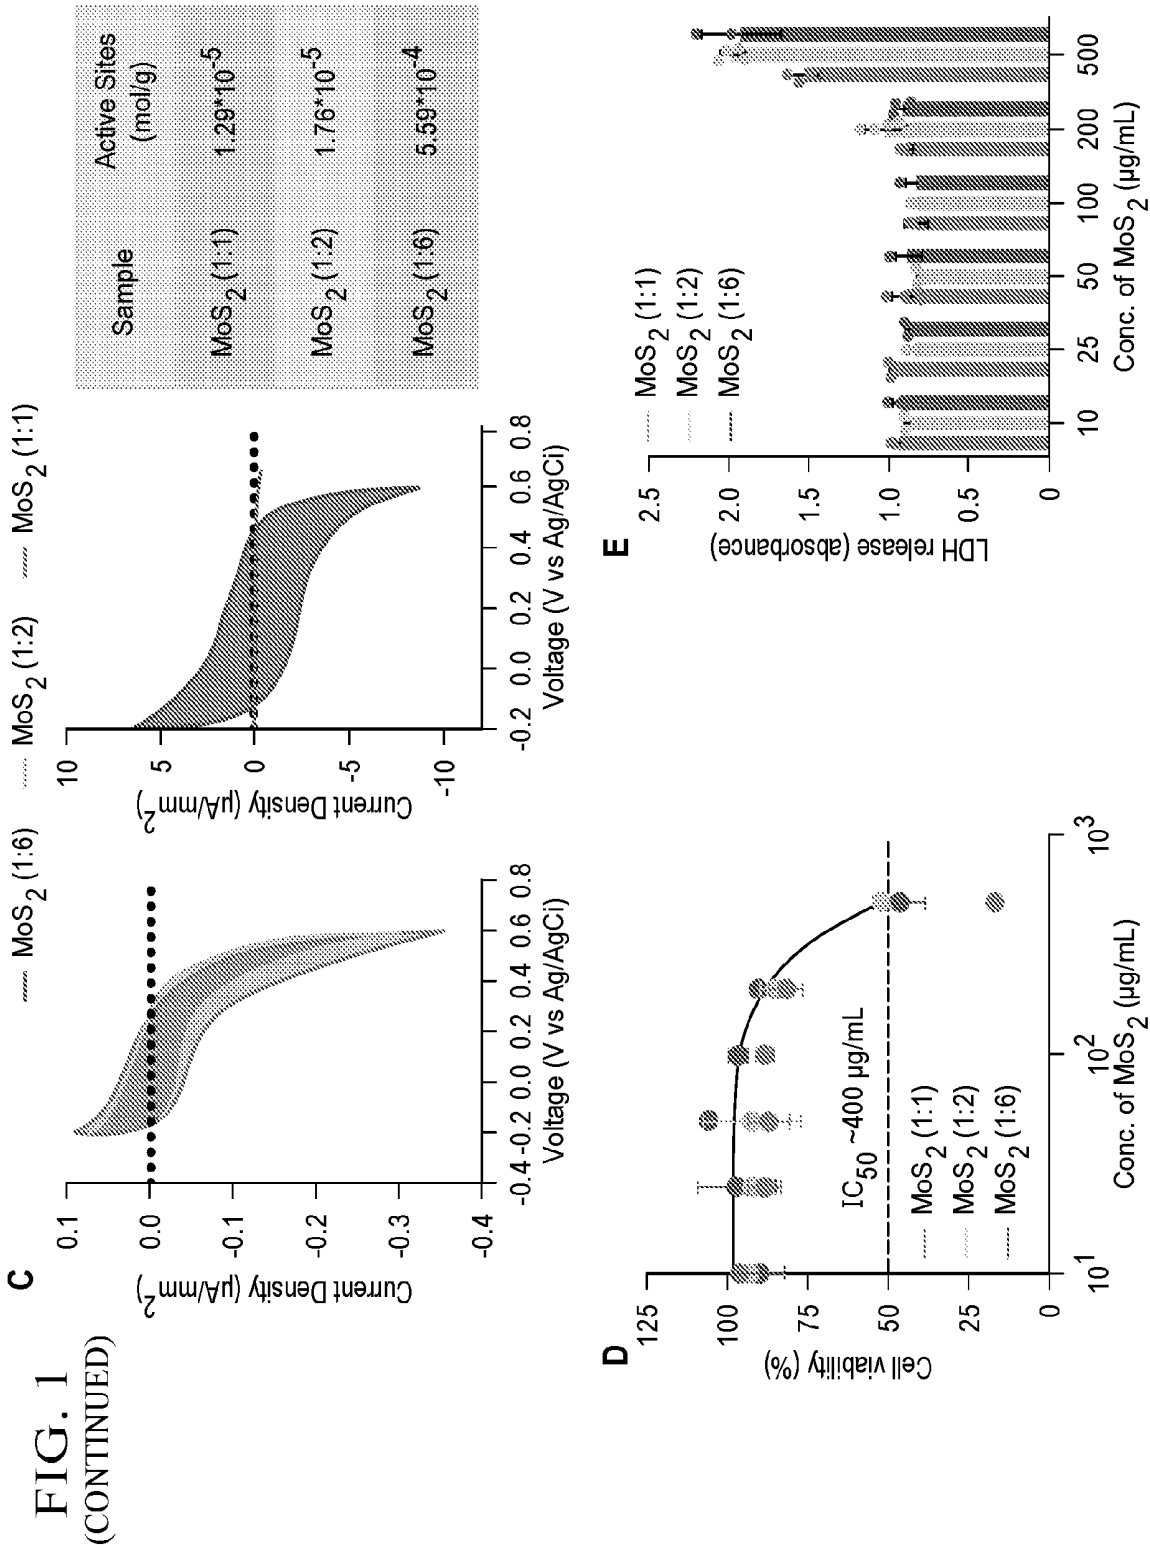 FIG. 1
(CONTINUED)
C
MoS2 (1:6)
MoS2 (1:2)
MoS2 (1:1)
Current Density (µA/mm2)
0.1
0.0
-0.1
-0.2
-0.3
-0.4
-0.4
-0.2
0.0
0.2
0.4
0.6
0.8
Voltage (V vs Ag/AgCi)
Current Density (µA/mm2)
10
5
0
-5
-10
-0.2
0.0
0.2
0.4
0.6
0.8
Voltage (V vs Ag/AgCi)
Sample
Active Sites
(mol/g)
MoS2 (1:1)
1.29*10-5
MoS2 (1:2)
1.76*10-5
MoS2 (1:6)
5.59*10-4
D
Cell viability (%)
125
100
75
50
25
0
IC50 ~400 µg/mL
MoS2 (1:1)
MoS2 (1:2)
MoS2 (1:6)
101
102
103
Conc. of MoS2 (µg/mL)
E
LDH release (absorbance)
2.5
2.0
1.5
1.0
0.5
0
MoS2 (1:1)
MoS2 (1:2)
MoS2 (1:6)
10
25
50
100
200
500
Conc. of MoS2 (µg/mL)